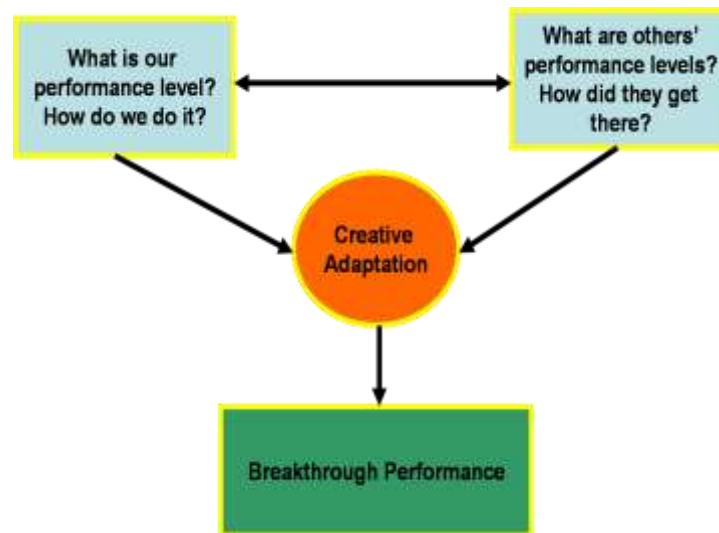 What is our
performance level?
How do we do it?
What are others'
performance levels?
How did they get
there?
Creative
Adaptation
Breakthrough Performance